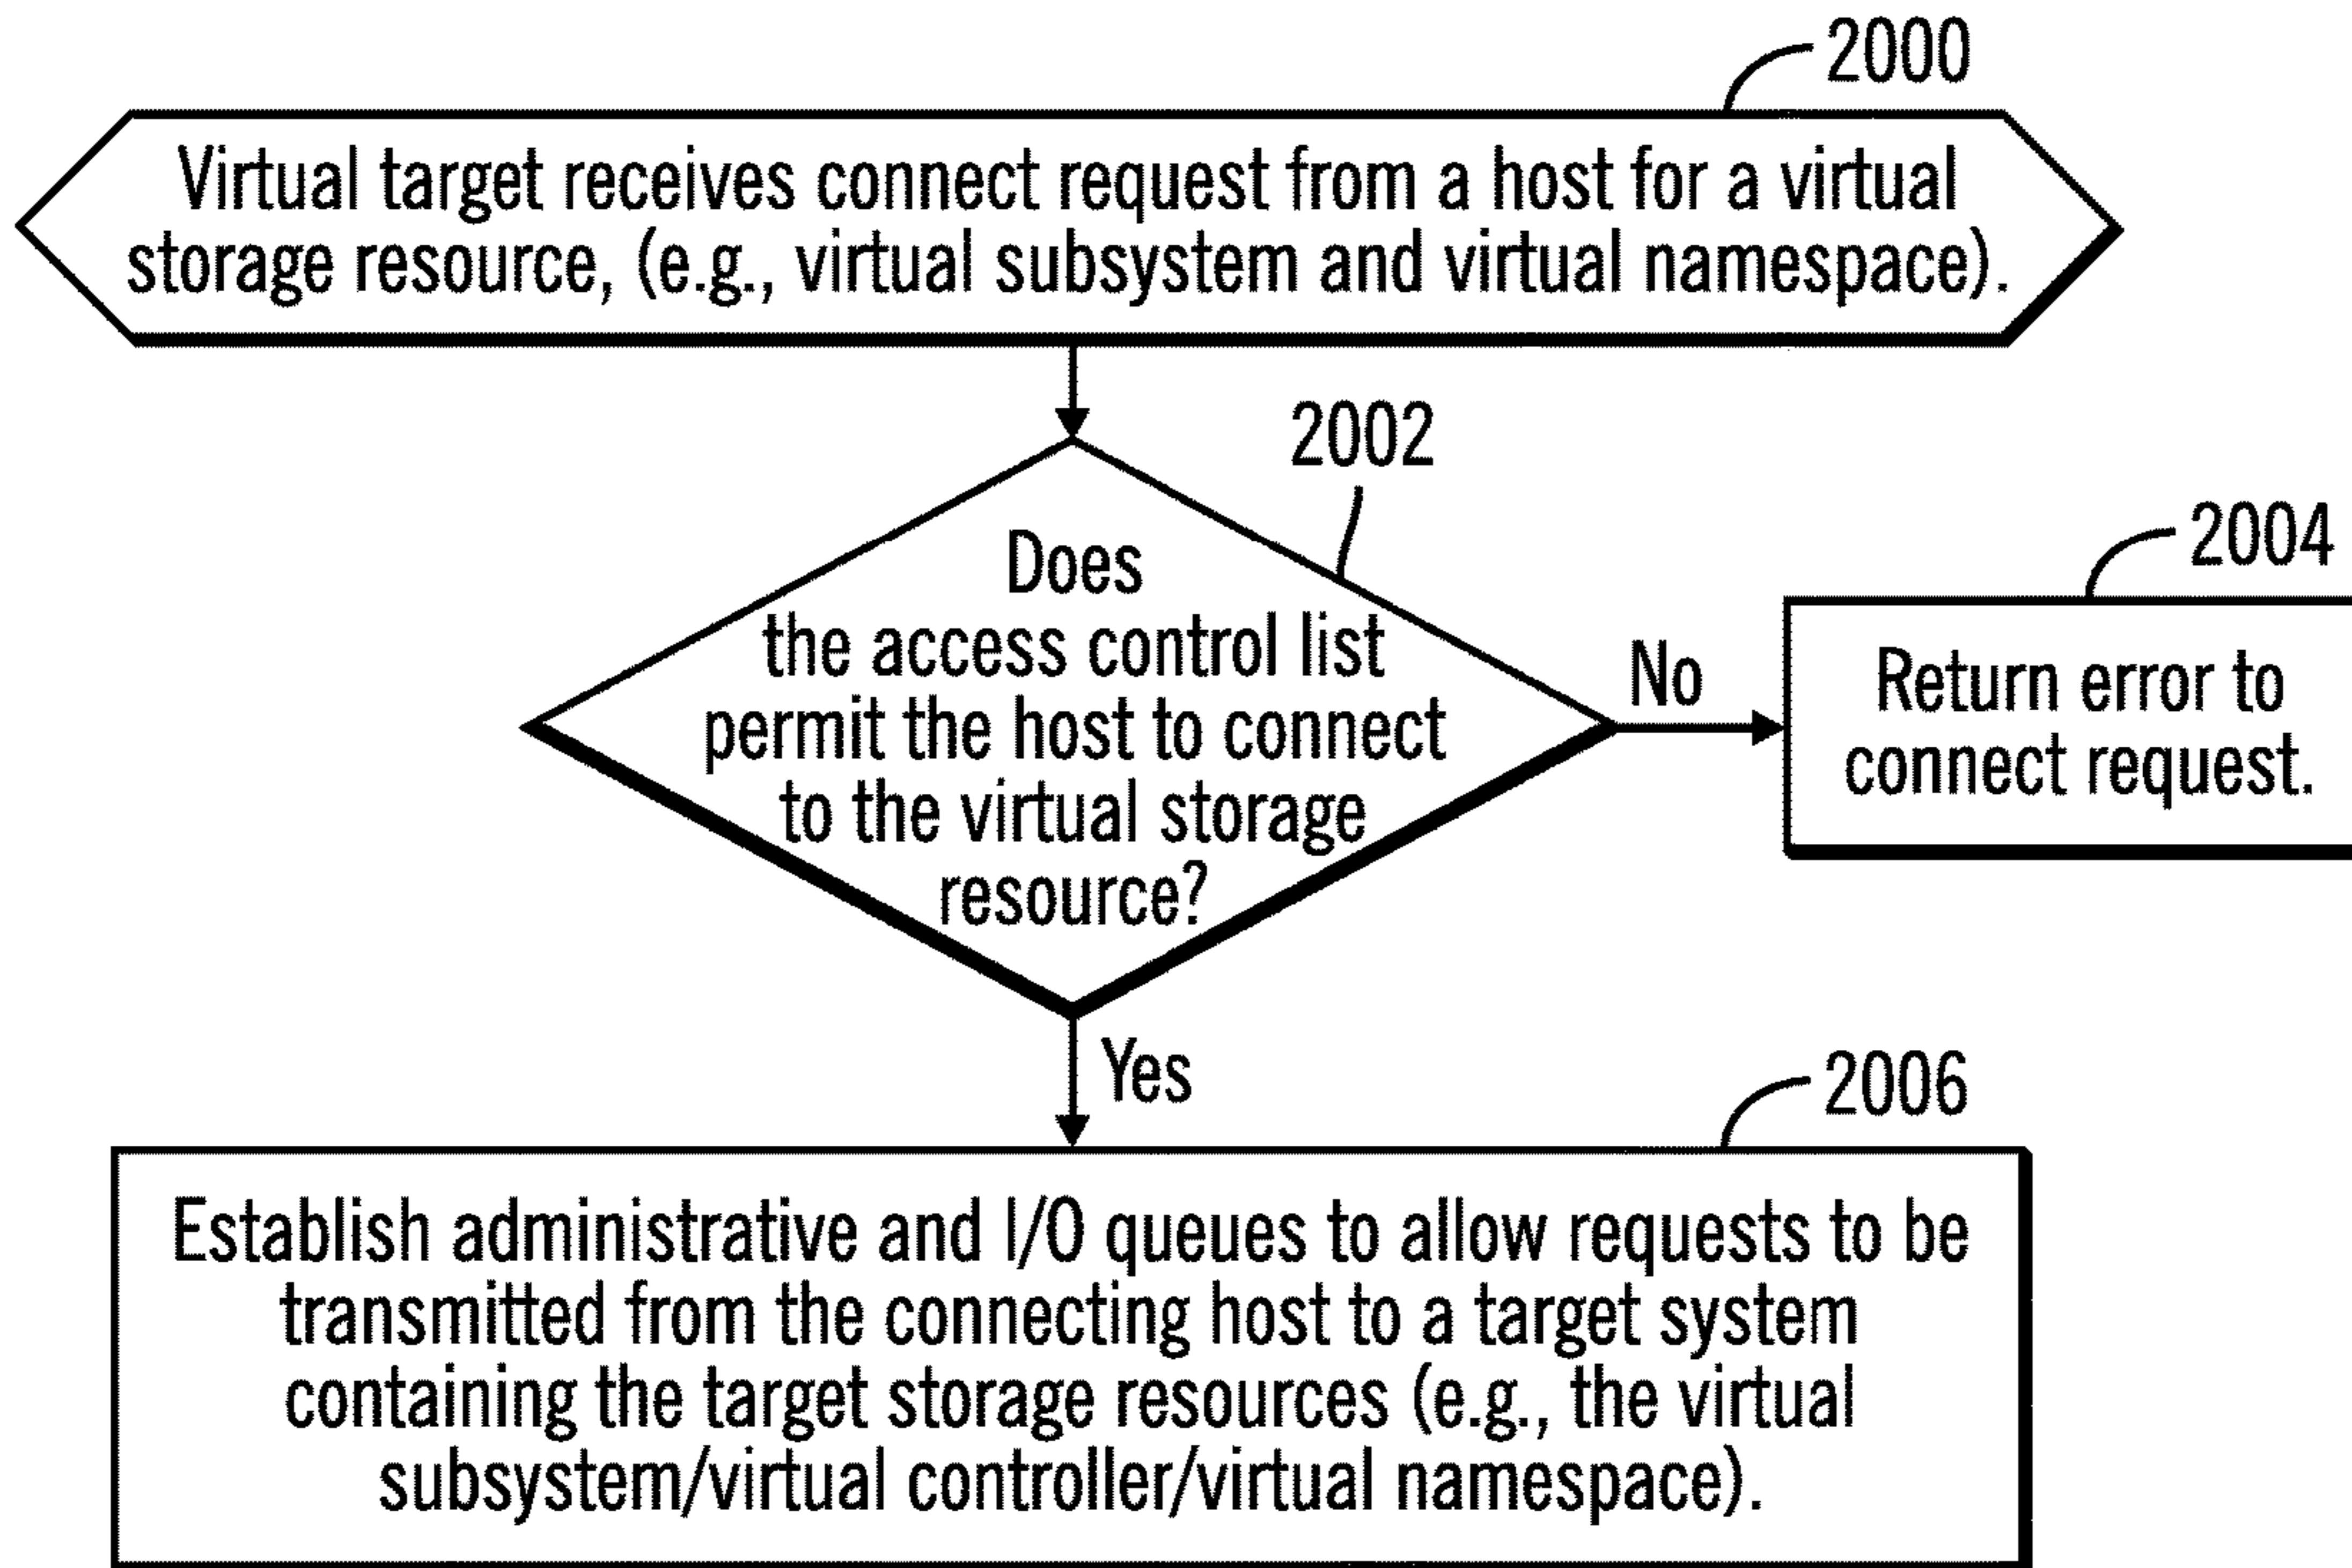 2000
Virtual target receives connect request from a host for a virtual
storage resource, (e.g., virtual subsystem and virtual namespace).
2002
Does
the access control list
permit the host to connect
to the virtual storage
resource?
No
2004
Return error to
connect request.
Yes
2006
Establish administrative and I/O queues to allow requests to be
transmitted from the connecting host to a target system
containing the target storage resources (e.g., the virtual
subsystem/virtual controller/virtual namespace).